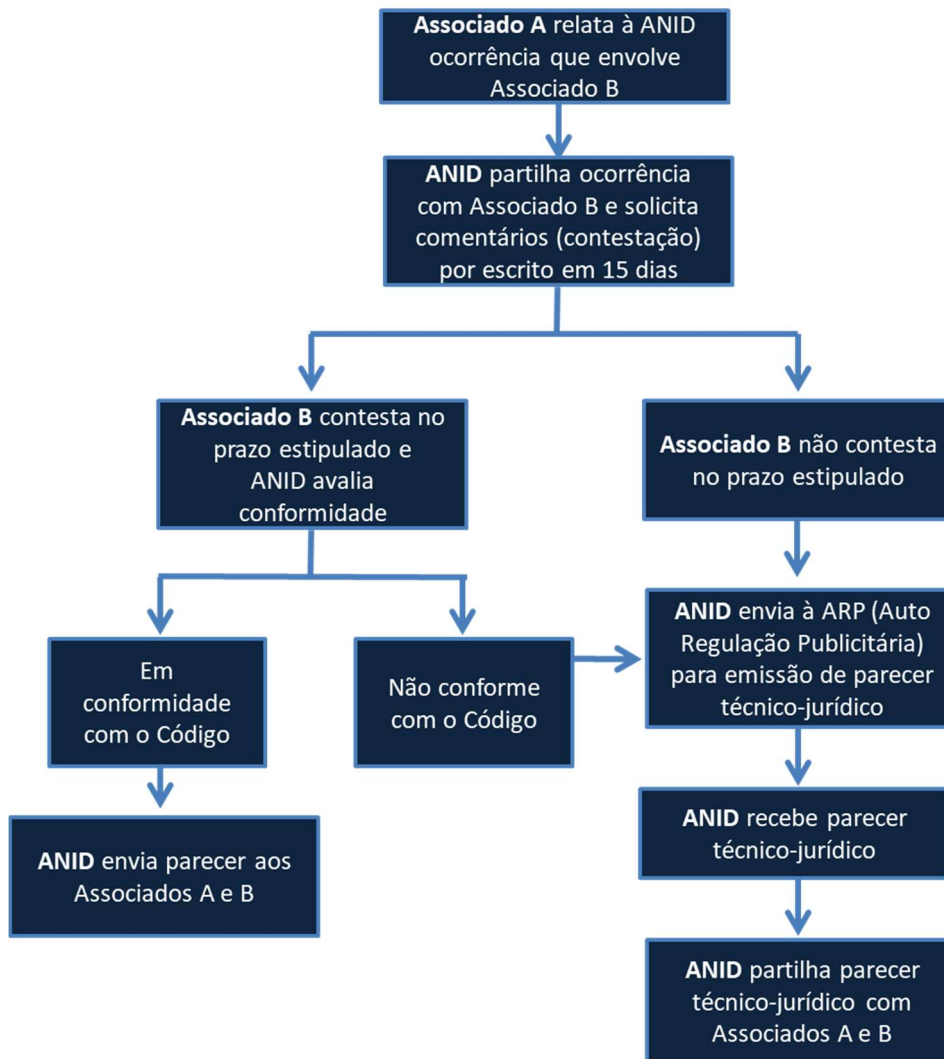 Associado A relata à ANID
ocorrência que envolve
Associado B
ANID partilha ocorrência
com Associado B e solicita
comentários (contestação)
por escrito em 15 dias
Associado B contesta no
prazo estipulado e
ANID avalia
conformidade
Associado B não contesta
no prazo estipulado
Em
conformidade
com o Código
Não conforme
com o Código
ANID envia à ARP (Auto
Regulação Publicitária)
para emissão de parecer
técnico-jurídico
ANID envia parecer aos
Associados A e B
ANID recebe parecer
técnico-jurídico
ANID partilha parecer
técnico-jurídico com
Associados A e B